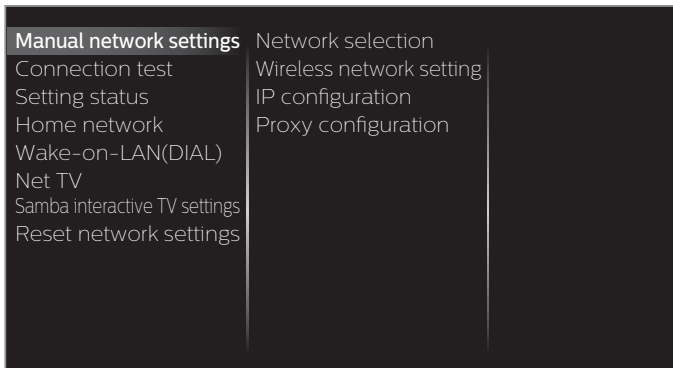 Manual network settings
Connection test
Setting status
Home network
Wake-on-LAN(DIAL)
Net TV
Samba interactive TV settings
Reset network settings
Network selection
Wireless network setting
IP configuration
Proxy configuration